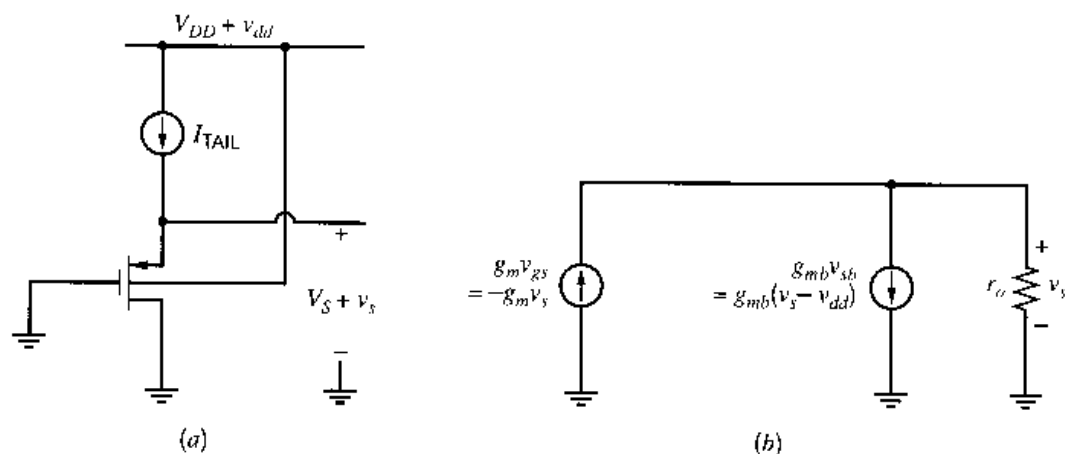 V_DD + v_dd
I_TAIL
+
V_S + v_s
−
(a)
g_m v_gs
= −g_m v_s
g_mb v_sb
= g_mb(v_s − v_dd)
r_o
+
v_s
−
(b)